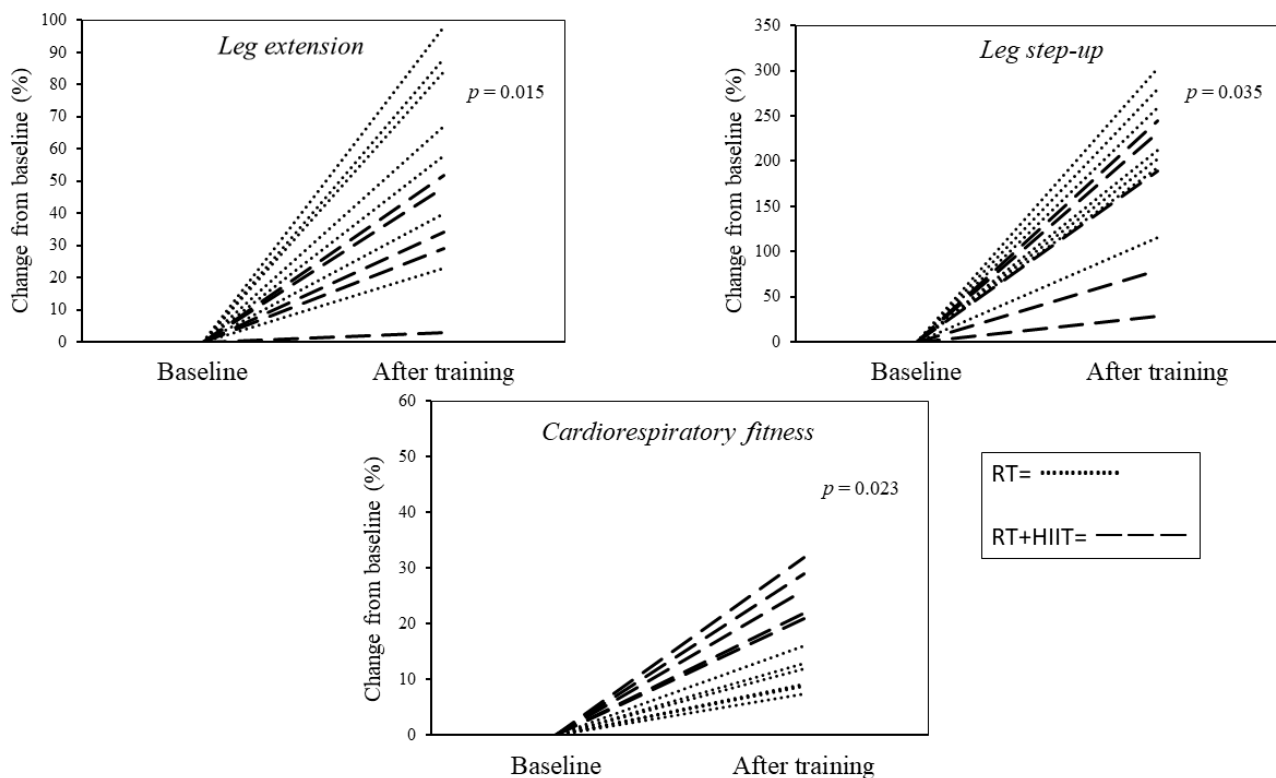 Leg extension
p = 0.015
Change from baseline (%)
100
90
80
70
60
50
40
30
20
10
0
Baseline
After training
Leg step-up
p = 0.035
Change from baseline (%)
350
300
250
200
150
100
50
0
Baseline
After training
Cardiorespiratory fitness
p = 0.023
Change from baseline (%)
60
50
40
30
20
10
0
Baseline
After training
RT=
RT+HIIT=